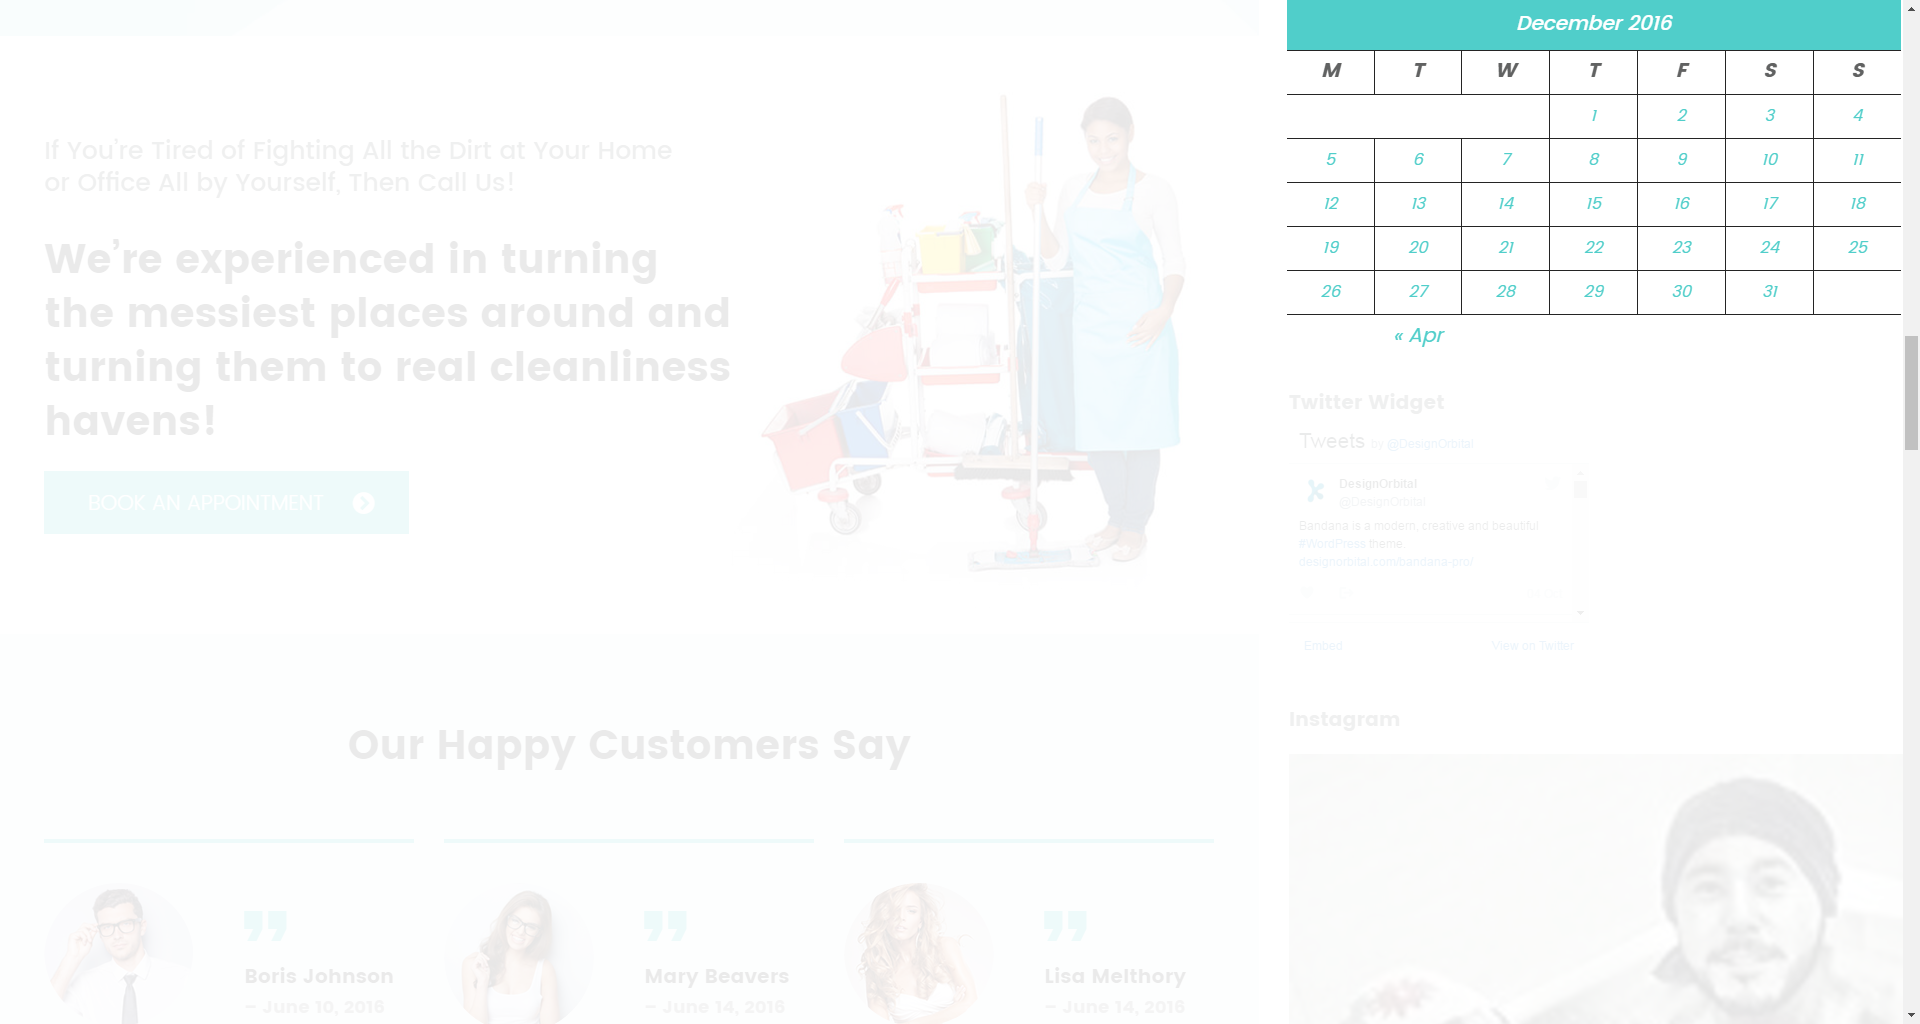 If You're Tired of Fighting All the Dirt at Your Home
or Office All by Yourself, Then Call Us!
We're experienced in turning
the messiest places around and
turning them to real cleanliness
havens!
BOOK AN APPOINTMENT
Our Happy Customers Say
Boris Johnson
– June 10, 2016
Mary Beavers
– June 14, 2016
Lisa Melthory
– June 14, 2016
December 2016
M T W T F S S
1 2 3 4
5 6 7 8 9 10 11
12 13 14 15 16 17 18
19 20 21 22 23 24 25
26 27 28 29 30 31
« Apr
Twitter Widget
Tweets by @DesignOrbital
DesignOrbital
@DesignOrbital
Bandana is a modern, creative and beautiful
#WordPress theme.
designorbital.com/bandana-pro/
Embed
View on Twitter
Instagram